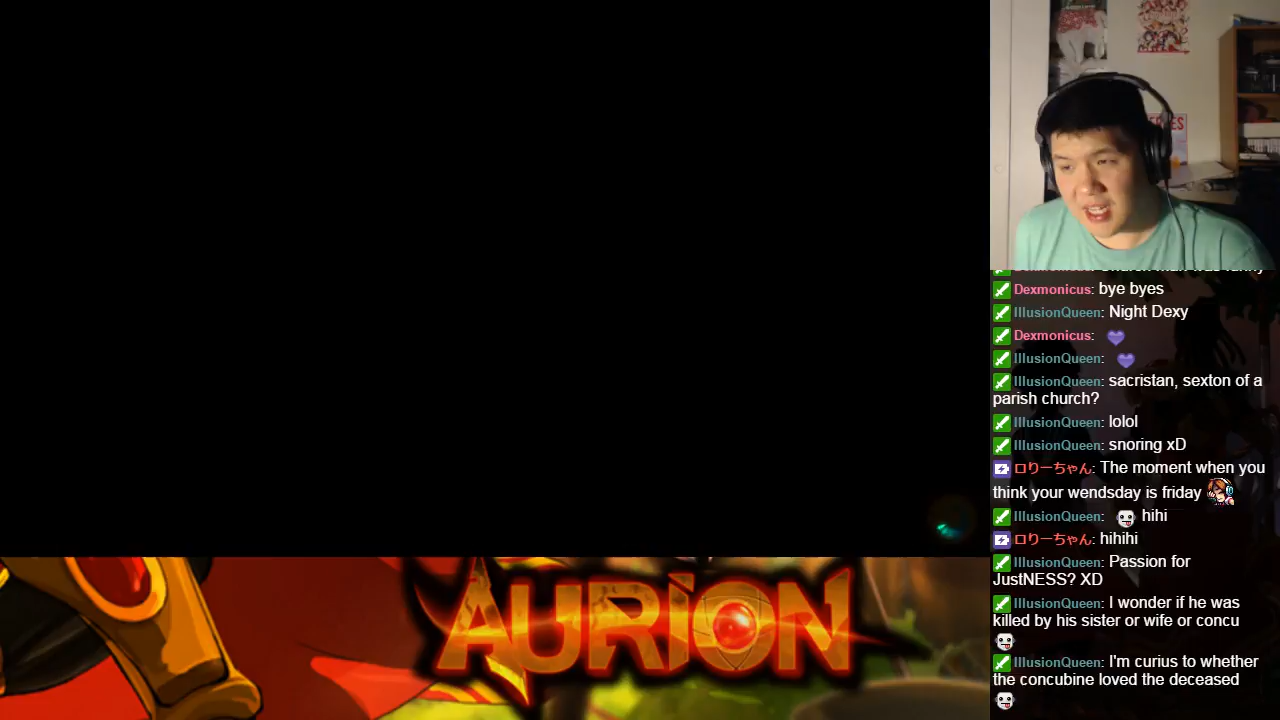 Dexmonicus: bye byes
IllusionQueen: Night Dexy
Dexmonicus:
IllusionQueen:
IllusionQueen: sacristan, sexton of a
parish church?
IllusionQueen: lolol
IllusionQueen: snoring xD
ロりーちゃん: The moment when you
think your wendsday is friday
IllusionQueen: hihi
ロりーちゃん: hihihi
IllusionQueen: Passion for
JustNESS? XD
IllusionQueen: I wonder if he was
killed by his sister or wife or concu
IllusionQueen: I'm curius to whether
the concubine loved the deceased
AURION